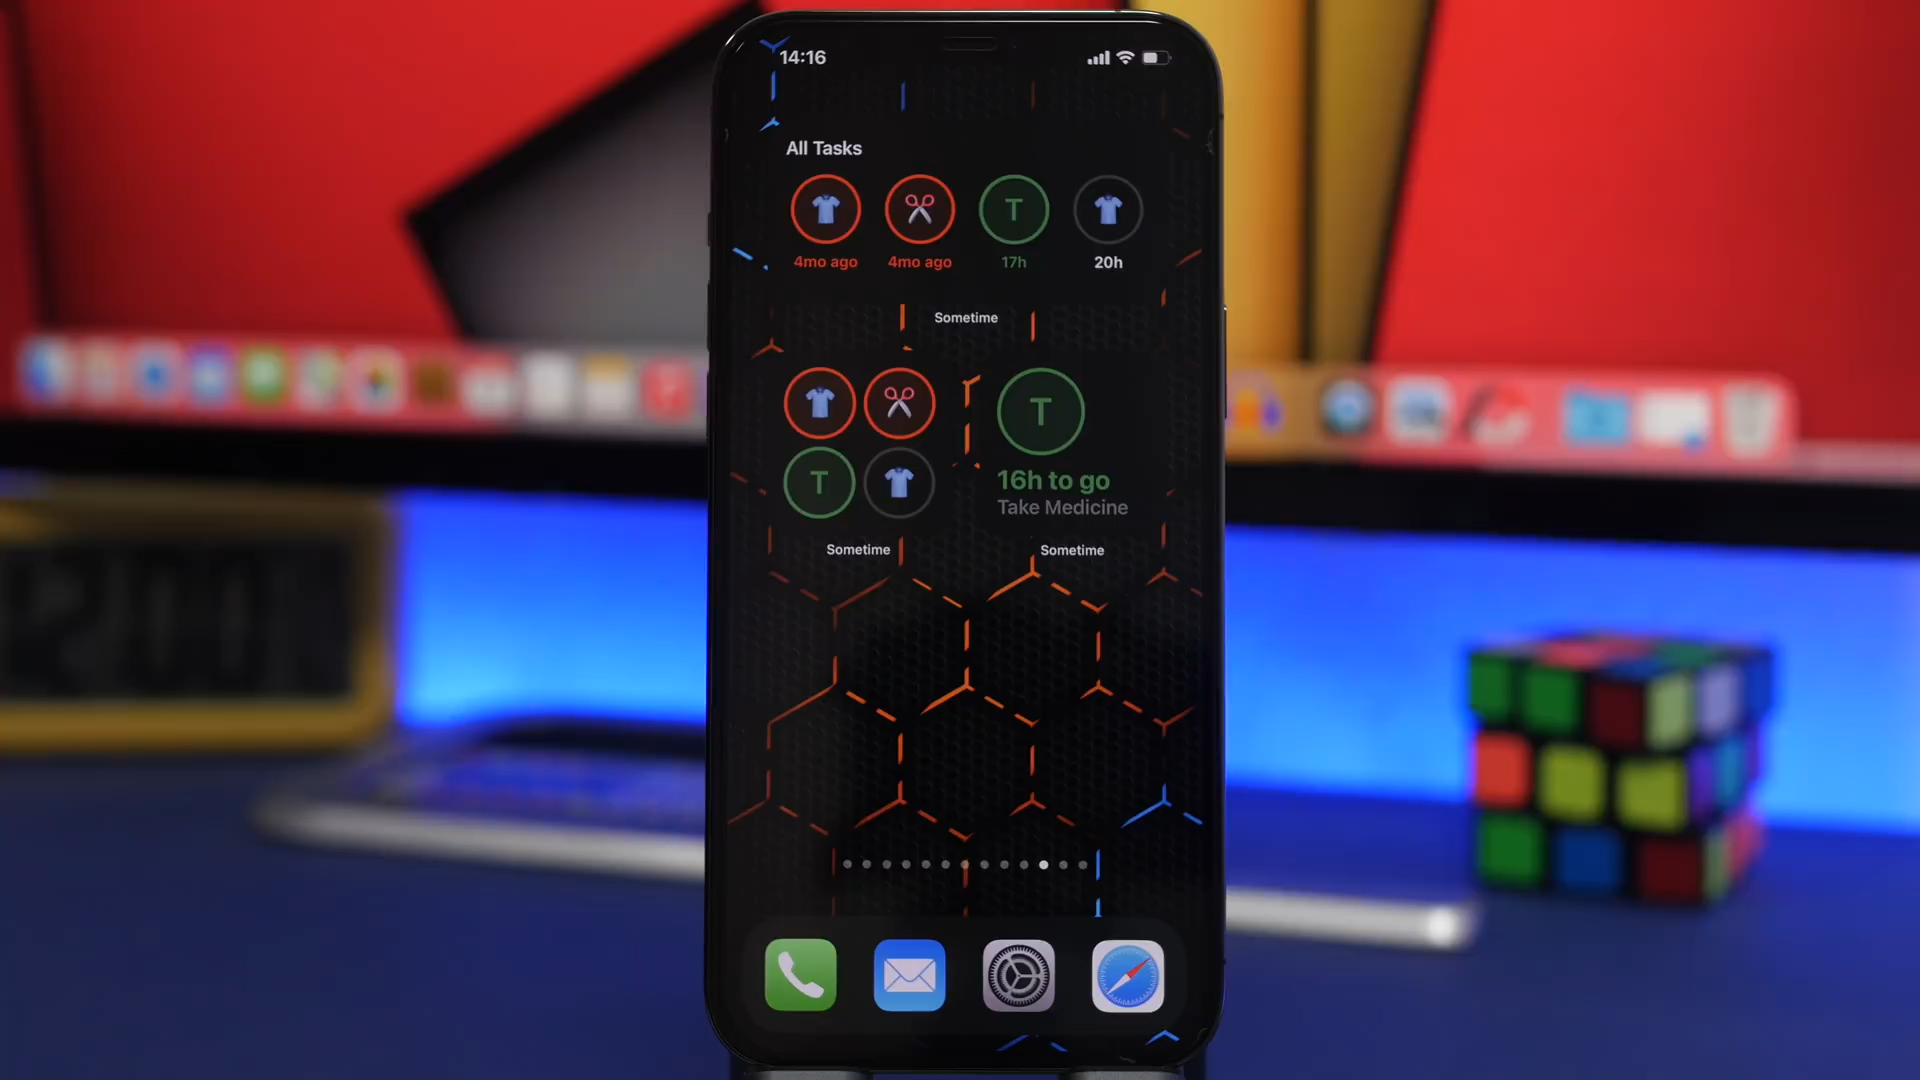 14:16
All Tasks
T
4mo ago
4mo ago
17h
20h
Sometime
T
T
16h to go
Take Medicine
Sometime
Sometime